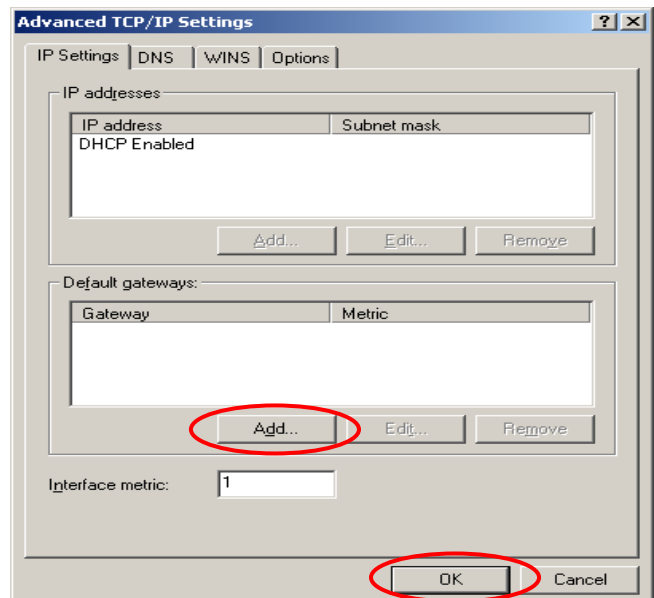 Advanced TCP/IP Settings
IP Settings DNS WINS Options
IP addresses
IP address Subnet mask
DHCP Enabled
Add... Edit... Remove
Default gateways:
Gateway Metric
Add... Edit... Remove
Interface metric: 1
OK Cancel